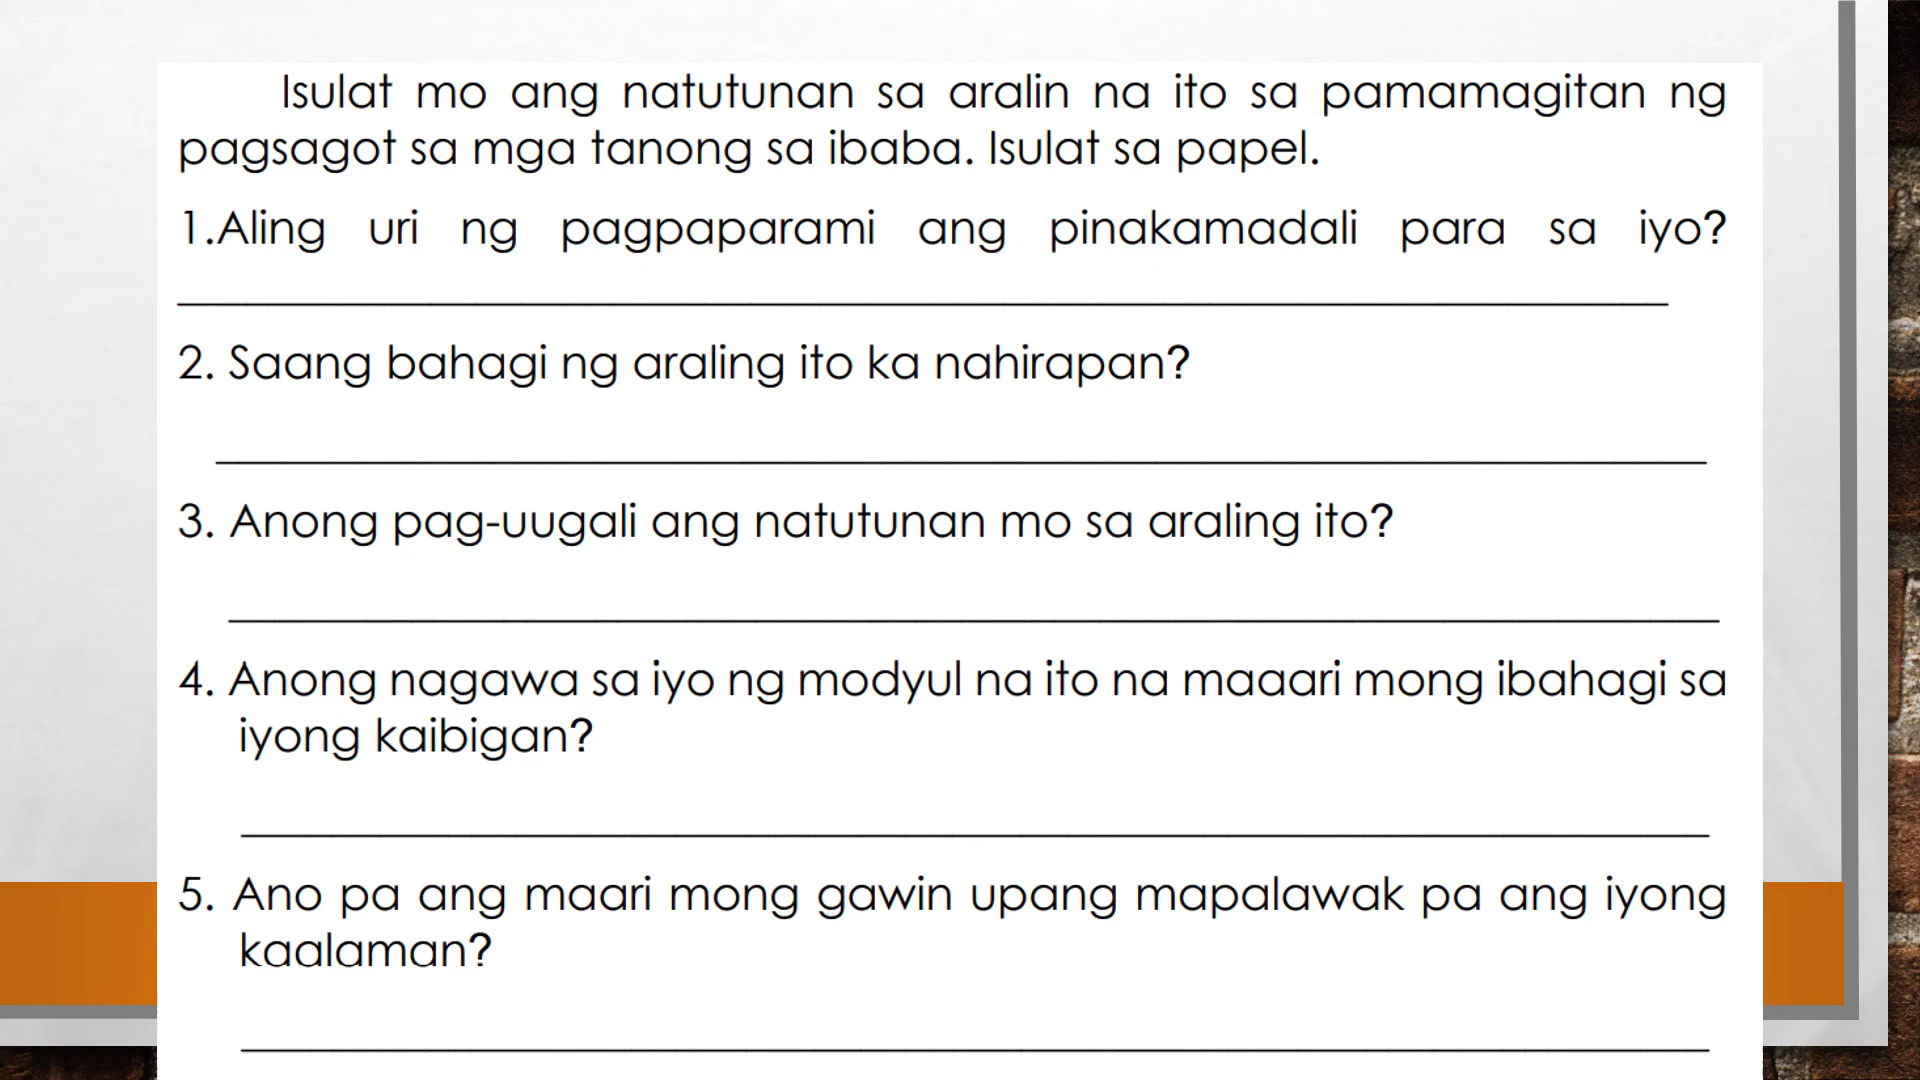 Isulat mo ang natutunan sa aralin na ito sa pamamagitan ng
pagsagot sa mga tanong sa ibaba. Isulat sa papel.
1.Aling uri ng pagpaparami ang pinakamadali para sa iyo?
2. Saang bahagi ng araling ito ka nahirapan?
3. Anong pag-uugali ang natutunan mo sa araling ito?
4. Anong nagawa sa iyo ng modyul na ito na maaari mong ibahagi sa
iyong kaibigan?
5. Ano pa ang maari mong gawin upang mapalawak pa ang iyong
kaalaman?